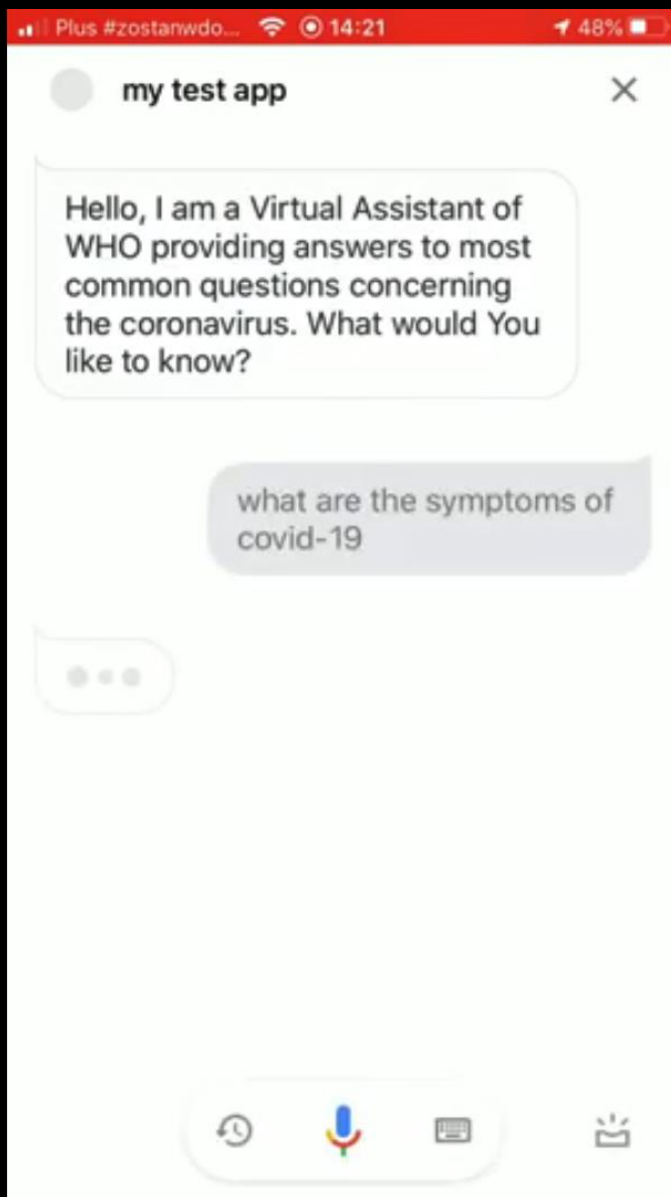 Plus #zostanwdo... 14:21 48%
my test app
Hello, I am a Virtual Assistant of
WHO providing answers to most
common questions concerning
the coronavirus. What would You
like to know?
what are the symptoms of
covid-19